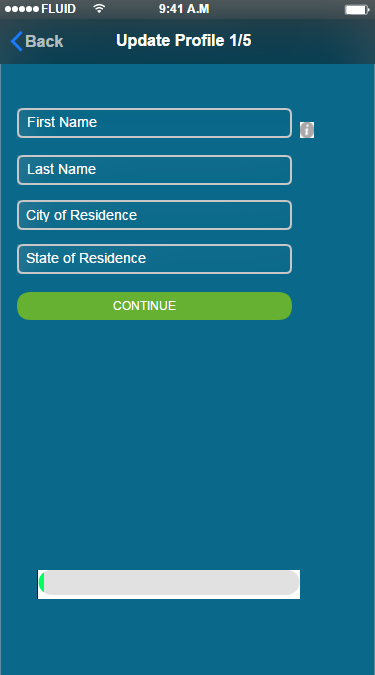 FLUID 9:41 A.M
Back Update Profile 1/5
First Name
i
Last Name
City of Residence
State of Residence
CONTINUE